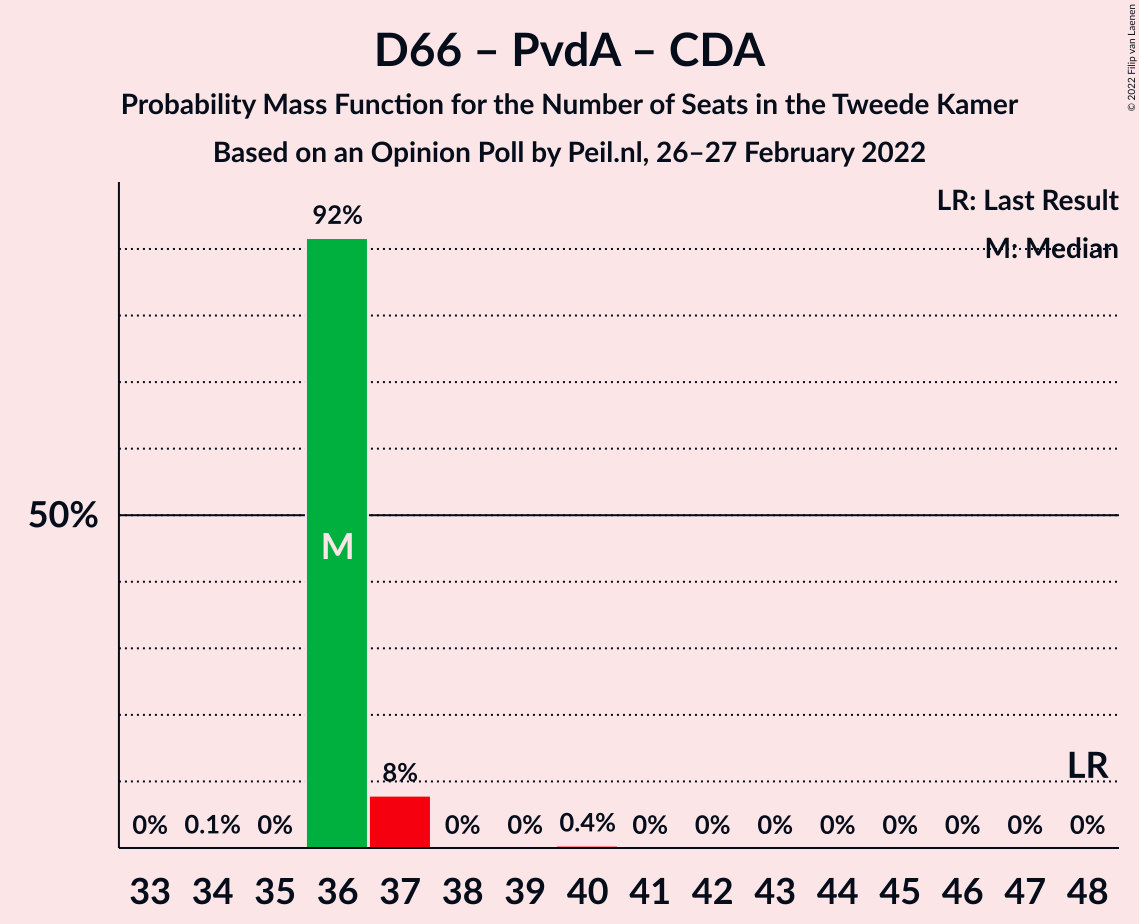 D66 – PvdA – CDA
Probability Mass Function for the Number of Seats in the Tweede Kamer
Based on an Opinion Poll by Peil.nl, 26–27 February 2022
© 2022 Filip van Laenen
LR: Last Result
M: Median
92%
50%
M
8%
LR
0% 0.1% 0% 0% 0% 0.4% 0% 0% 0% 0% 0% 0% 0% 0%
33 34 35 36 37 38 39 40 41 42 43 44 45 46 47 48